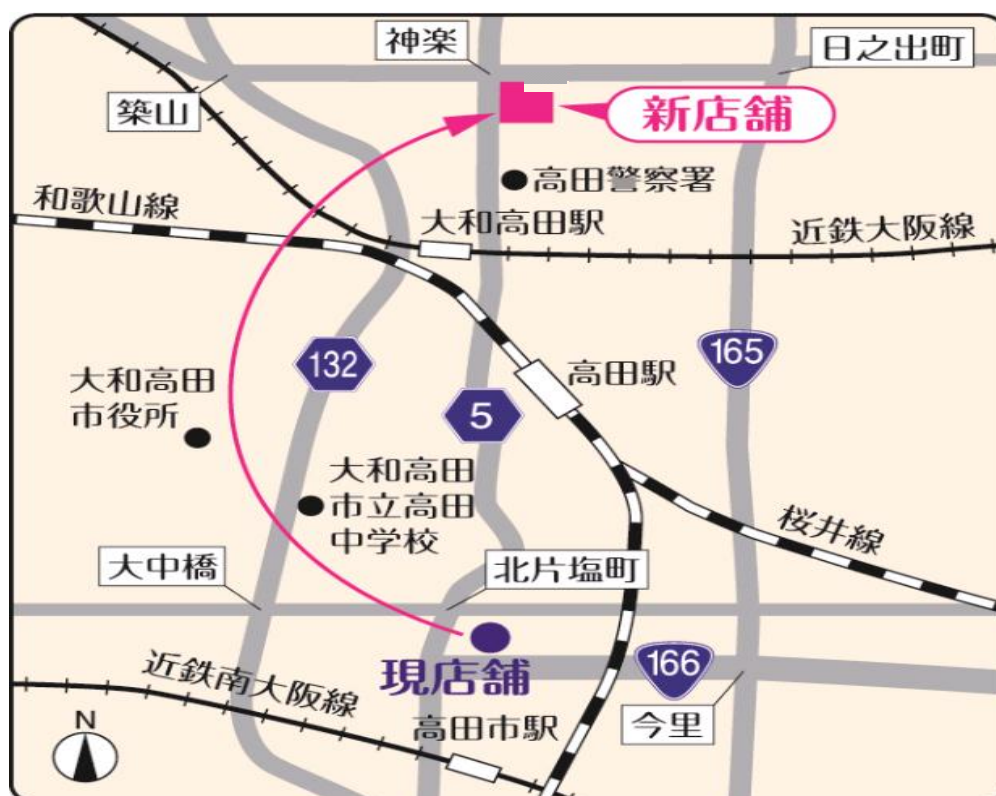 神楽
日之出町
築山
新店舗
高田警察署
和歌山線
大和高田駅
近鉄大阪線
132
165
高田駅
大和高田
市役所
5
大和高田
市立高田
中学校
桜井線
大中橋
北片塩町
現店舗
166
近鉄南大阪線
高田市駅
今里
N